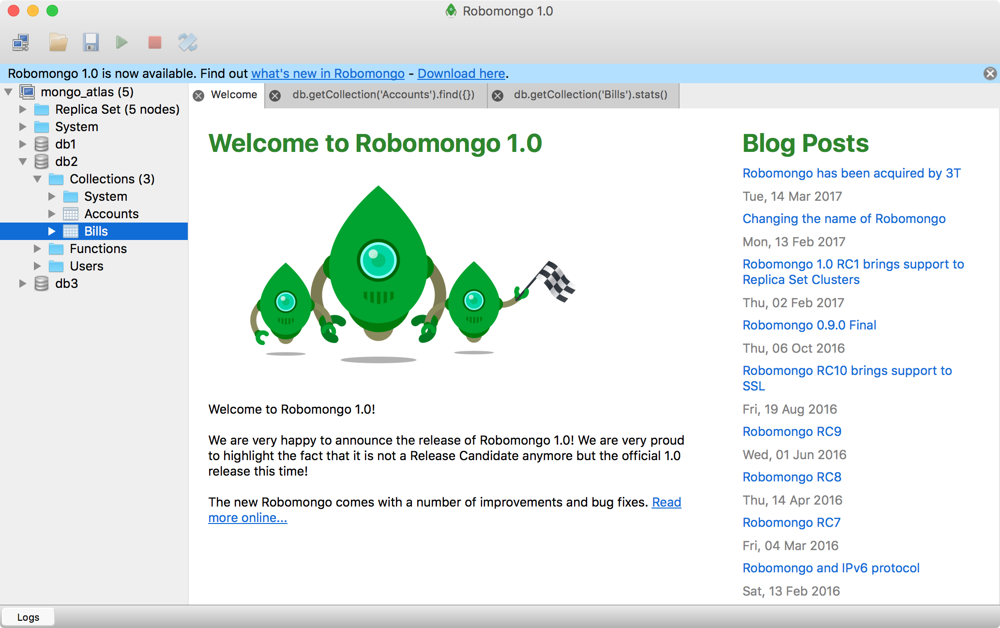 Robomongo 1.0
Robomongo 1.0 is now available. Find out what's new in Robomongo - Download here.
mongo_atlas (5)
Replica Set (5 nodes)
System
db1
db2
Collections (3)
System
Accounts
Bills
Functions
Users
db3
Welcome
db.getCollection('Accounts').find({})
db.getCollection('Bills').stats()
Welcome to Robomongo 1.0
Welcome to Robomongo 1.0!
We are very happy to announce the release of Robomongo 1.0! We are very proud
to highlight the fact that it is not a Release Candidate anymore but the official 1.0
release this time!
The new Robomongo comes with a number of improvements and bug fixes. Read
more online...
Blog Posts
Robomongo has been acquired by 3T
Tue, 14 Mar 2017
Changing the name of Robomongo
Mon, 13 Feb 2017
Robomongo 1.0 RC1 brings support to
Replica Set Clusters
Thu, 02 Feb 2017
Robomongo 0.9.0 Final
Thu, 06 Oct 2016
Robomongo RC10 brings support to
SSL
Fri, 19 Aug 2016
Robomongo RC9
Wed, 01 Jun 2016
Robomongo RC8
Thu, 14 Apr 2016
Robomongo RC7
Fri, 04 Mar 2016
Robomongo and IPv6 protocol
Sat, 13 Feb 2016
Logs